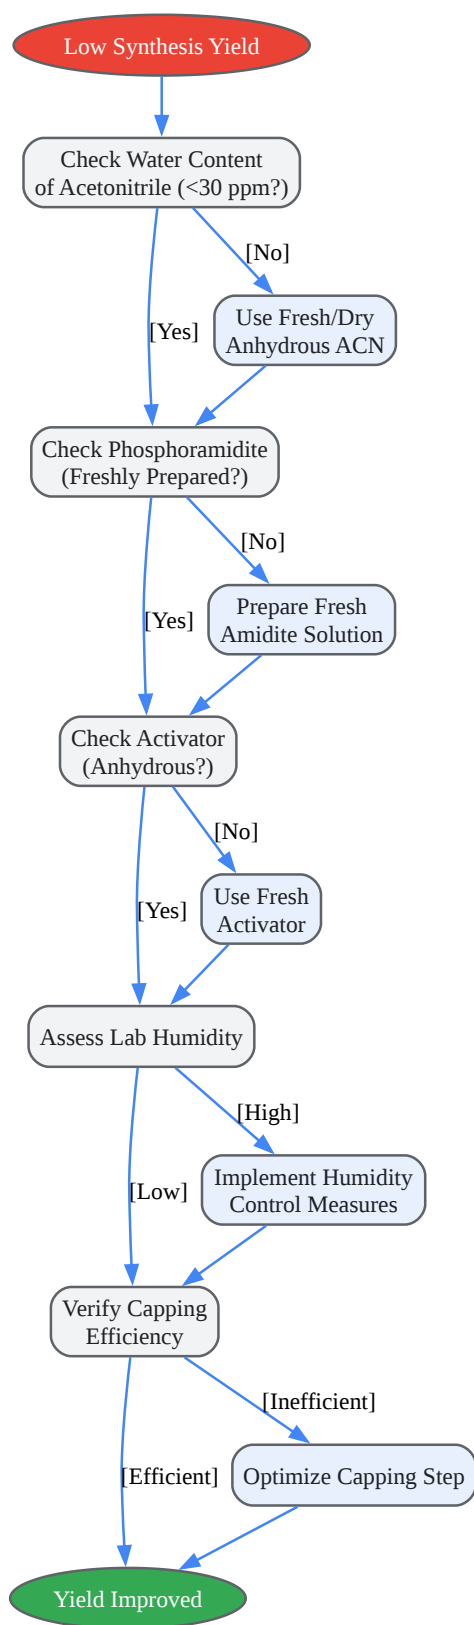 Low Synthesis Yield
Check Water Content
of Acetonitrile (<30 ppm?)
[No]
Use Fresh/Dry
Anhydrous ACN
[Yes]
Check Phosphoramidite
(Freshly Prepared?)
[No]
Prepare Fresh
Amidite Solution
[Yes]
Check Activator
(Anhydrous?)
[No]
Use Fresh
Activator
[Yes]
Assess Lab Humidity
[High]
Implement Humidity
Control Measures
[Low]
Verify Capping
Efficiency
[Inefficient]
Optimize Capping Step
[Efficient]
Yield Improved